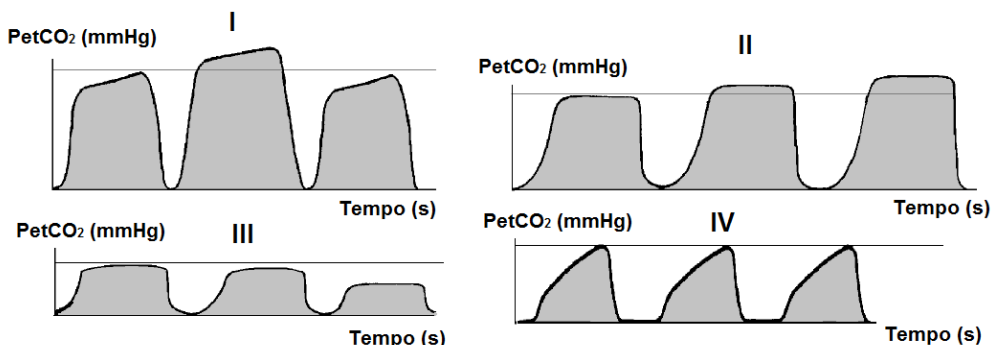 I
PetCO₂ (mmHg)
Tempo (s)
II
PetCO₂ (mmHg)
Tempo (s)
III
PetCO₂ (mmHg)
Tempo (s)
IV
PetCO₂ (mmHg)
Tempo (s)